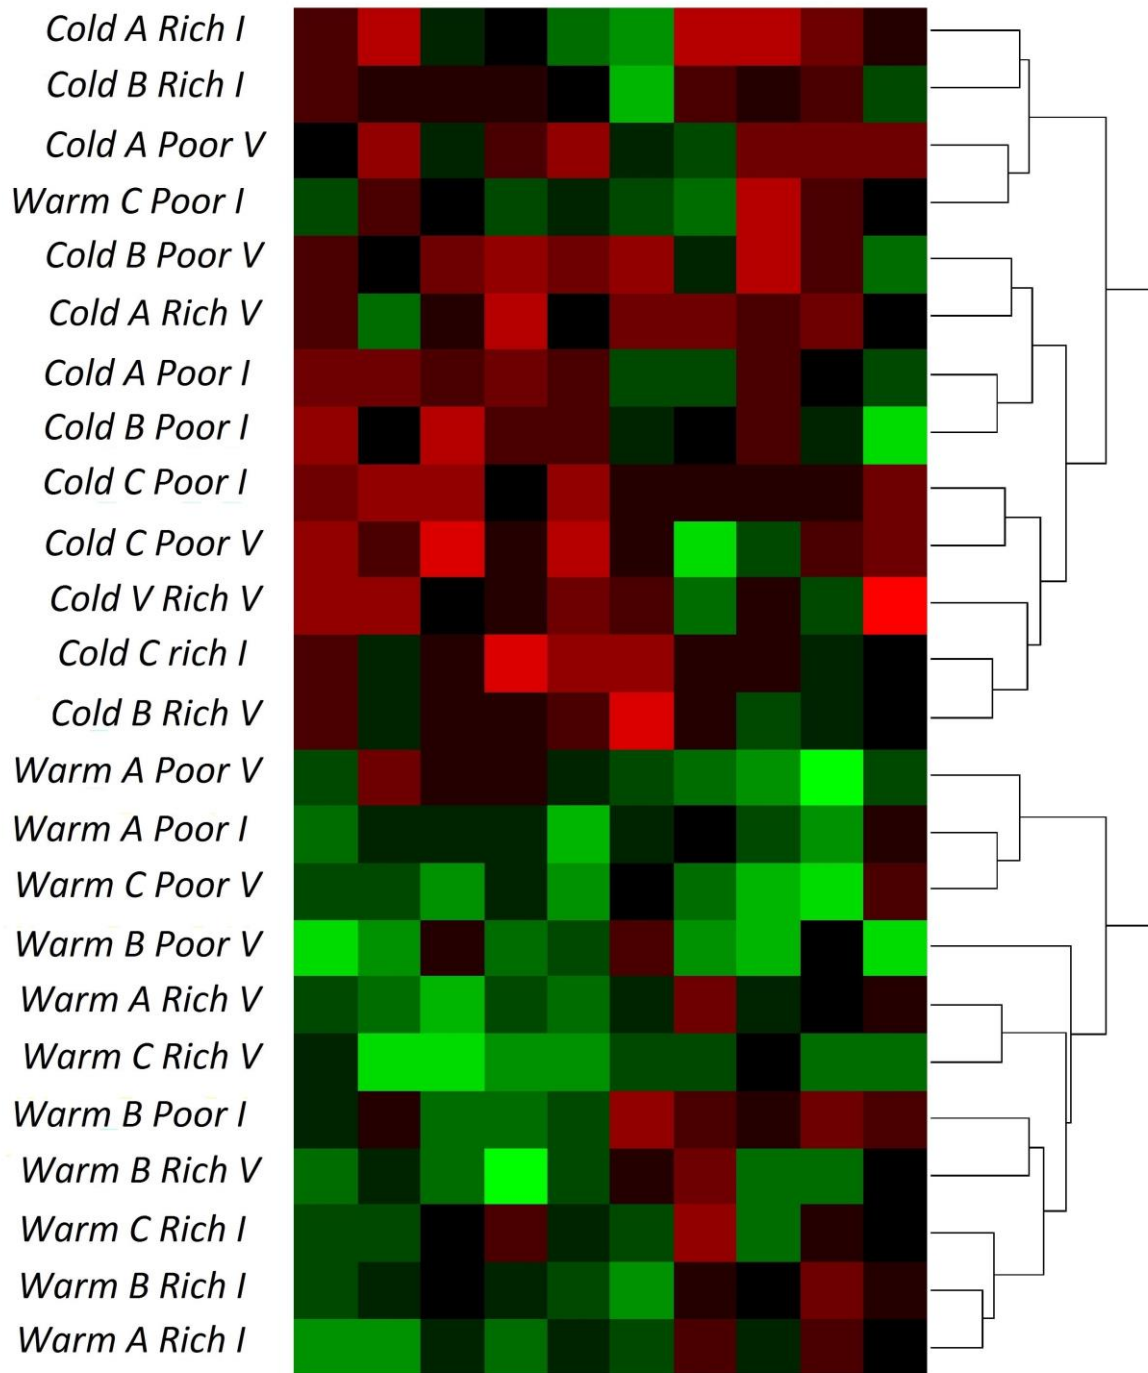 Cold A Rich I
Cold B Rich I
Cold A Poor V
Warm C Poor I
Cold B Poor V
Cold A Rich V
Cold A Poor I
Cold B Poor I
Cold C Poor I
Cold C Poor V
Cold V Rich V
Cold C rich I
Cold B Rich V
Warm A Poor V
Warm A Poor I
Warm C Poor V
Warm B Poor V
Warm A Rich V
Warm C Rich V
Warm B Poor I
Warm B Rich V
Warm C Rich I
Warm B Rich I
Warm A Rich I